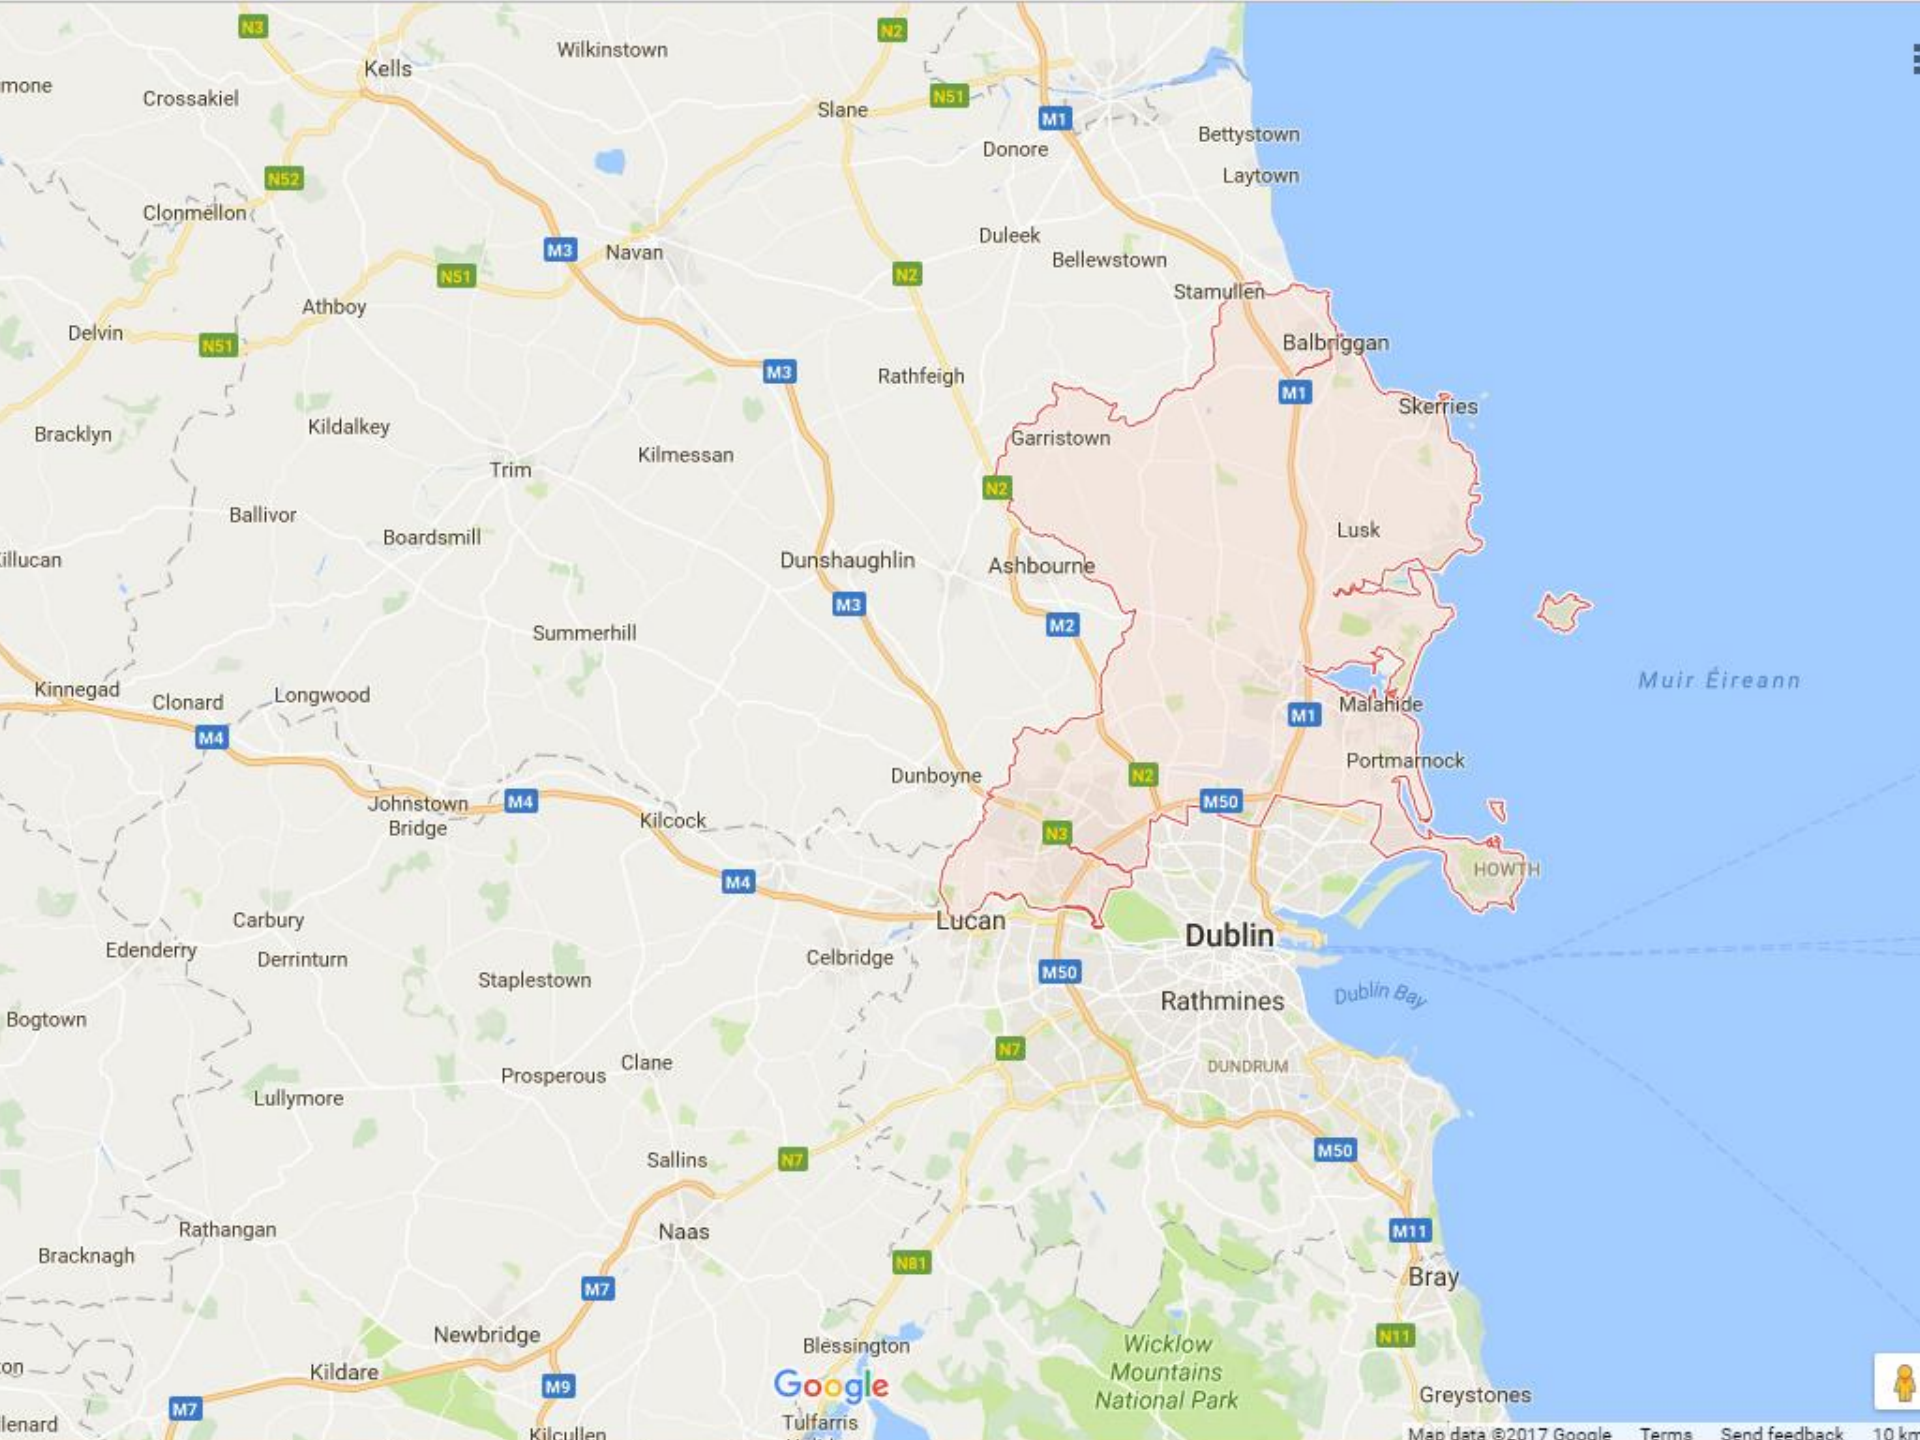 N3
N2
Wilkinstown
Kells
Crossakiel
N51
Slane
M1
Bettystown
Donore
Laytown
N52
Clonmellon
Duleek
M3
Navan
Bellewstown
N51
N2
Stamullen
Athboy
Delvin
N51
Balbriggan
M3
Rathfeigh
M1
Skerries
Kildalkey
Bracklyn
Garristown
Kilmessan
Trim
N2
Ballivor
Lusk
Boardsmill
Dunshaughlin
Ashbourne
M3
M2
Summerhill
Muir Éireann
Kinnegad
Clonard
Longwood
Malahide
M1
M4
Portmarnock
Dunboyne
N2
Johnstown
Bridge
M4
M50
Kilcock
N3
HOWTH
M4
Carbury
Lucan
Dublin
Edenderry
Derrinturn
Celbridge
M50
Staplestown
Dublin Bay
Rathmines
Bogtown
N7
Clane
DUNDRUM
Prosperous
Lullymore
M50
Sallins
N7
Rathangan
Naas
M11
Bracknagh
N81
Bray
M7
Newbridge
N11
Blessington
Wicklow
Mountains
National Park
Kildare
Google
M9
Greystones
M7
Tulfarris
Kilcullen
Map data ©2017 Google
Terms
Send feedback
10 km